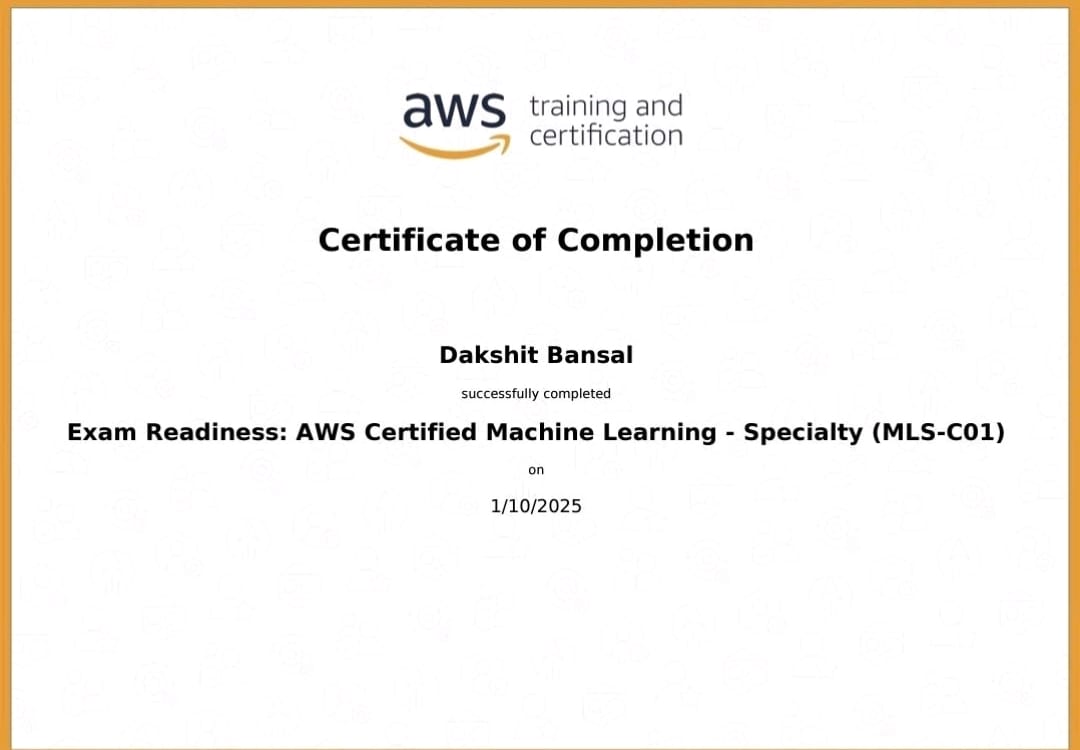 aws training and
certification
Certificate of Completion
Dakshit Bansal
successfully completed
Exam Readiness: AWS Certified Machine Learning - Specialty (MLS-C01)
on
1/10/2025